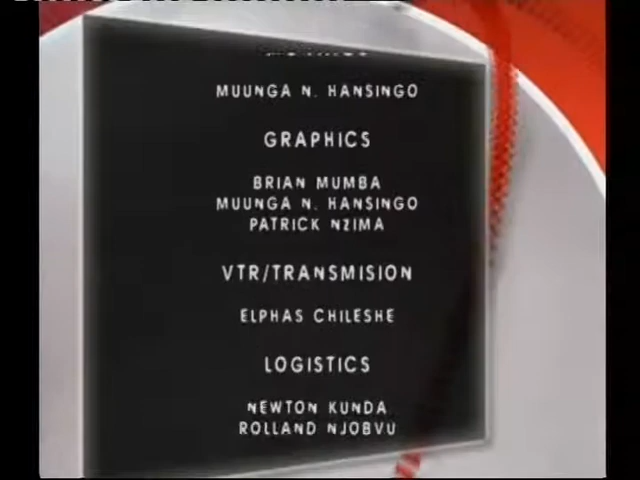 MUUNGA N. HANSINGO
GRAPHICS
BRIAN MUMBA
MUUNGA N. HANSINGO
PATRICK NZIMA
VTR/TRANSMISION
ELPHAS CHILESHE
LOGISTICS
NEWTON KUNDA
ROLLAND NJOBVU